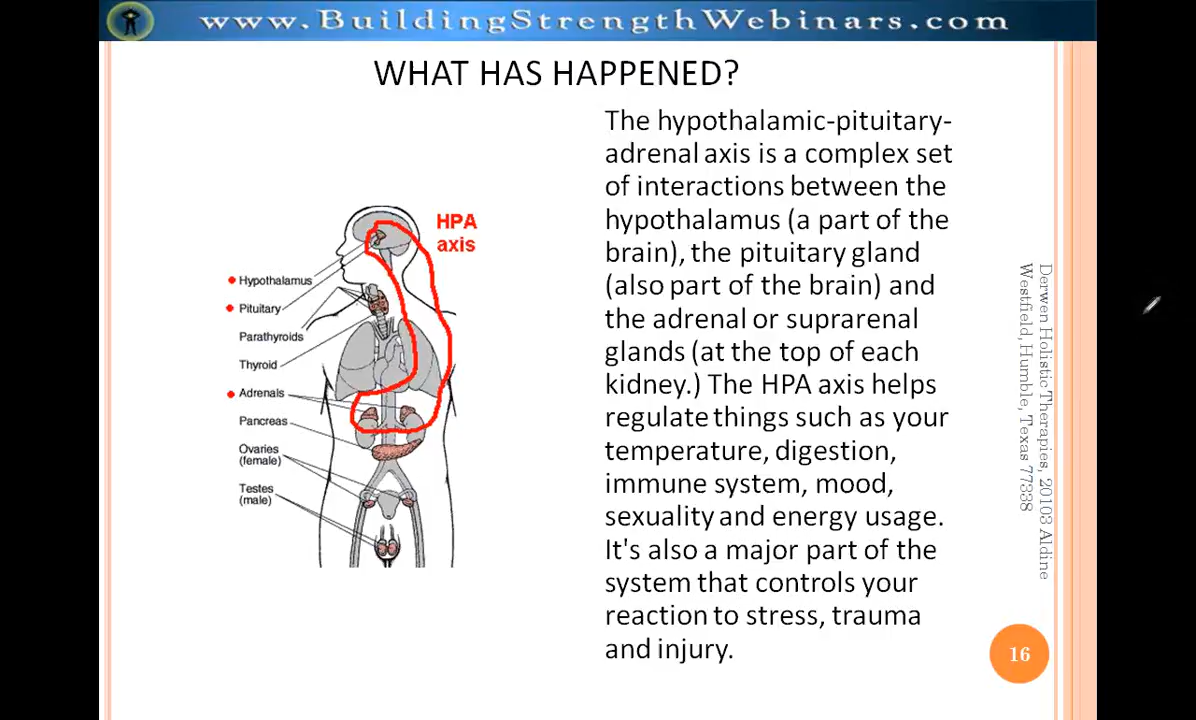 www.BuildingStrengthWebinars.com
WHAT HAS HAPPENED?
HPA
axis
Hypothalamus
Pituitary
Parathyroids
Thyroid
Adrenals
Pancreas
Ovaries
(female)
Testes
(male)
The hypothalamic-pituitary-
adrenal axis is a complex set
of interactions between the
hypothalamus (a part of the
brain), the pituitary gland
(also part of the brain) and
the adrenal or suprarenal
glands (at the top of each
kidney.) The HPA axis helps
regulate things such as your
temperature, digestion,
immune system, mood,
sexuality and energy usage.
It's also a major part of the
system that controls your
reaction to stress, trauma
and injury.
Derwen Holistic Therapies, 20103 Aldine
Westfield, Humble, Texas 77338
16